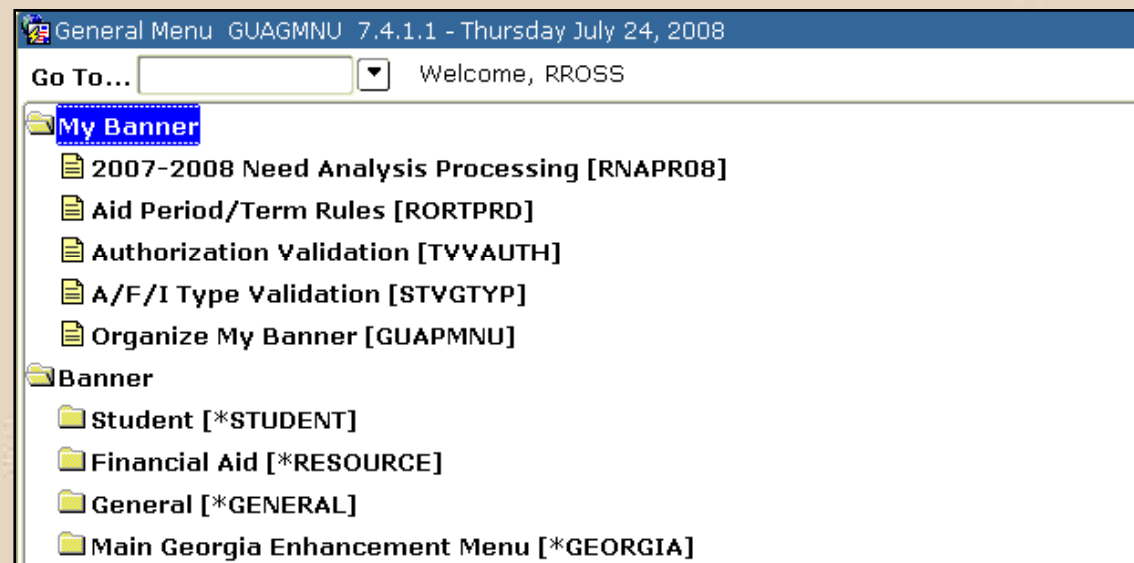 General Menu GUAGMNU 7.4.1.1 - Thursday July 24, 2008
Go To... Welcome, RROSS
My Banner
2007-2008 Need Analysis Processing [RNAPR08]
Aid Period/Term Rules [RORTPRD]
Authorization Validation [TVVAUTH]
A/F/I Type Validation [STVGTYP]
Organize My Banner [GUAPMNU]
Banner
Student [*STUDENT]
Financial Aid [*RESOURCE]
General [*GENERAL]
Main Georgia Enhancement Menu [*GEORGIA]